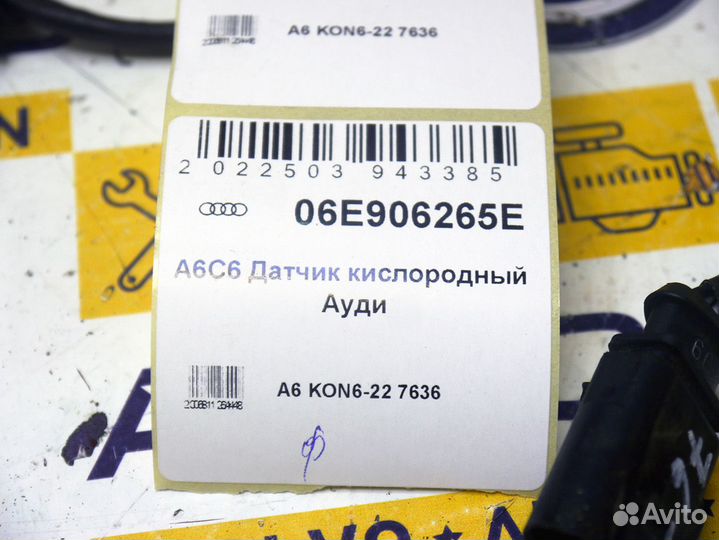 A6 KON6-22 7636
2 022503 943385
06E906265E
A6C6 Датчик кислородный
Ауди
A6 KON6-22 7636
Avito